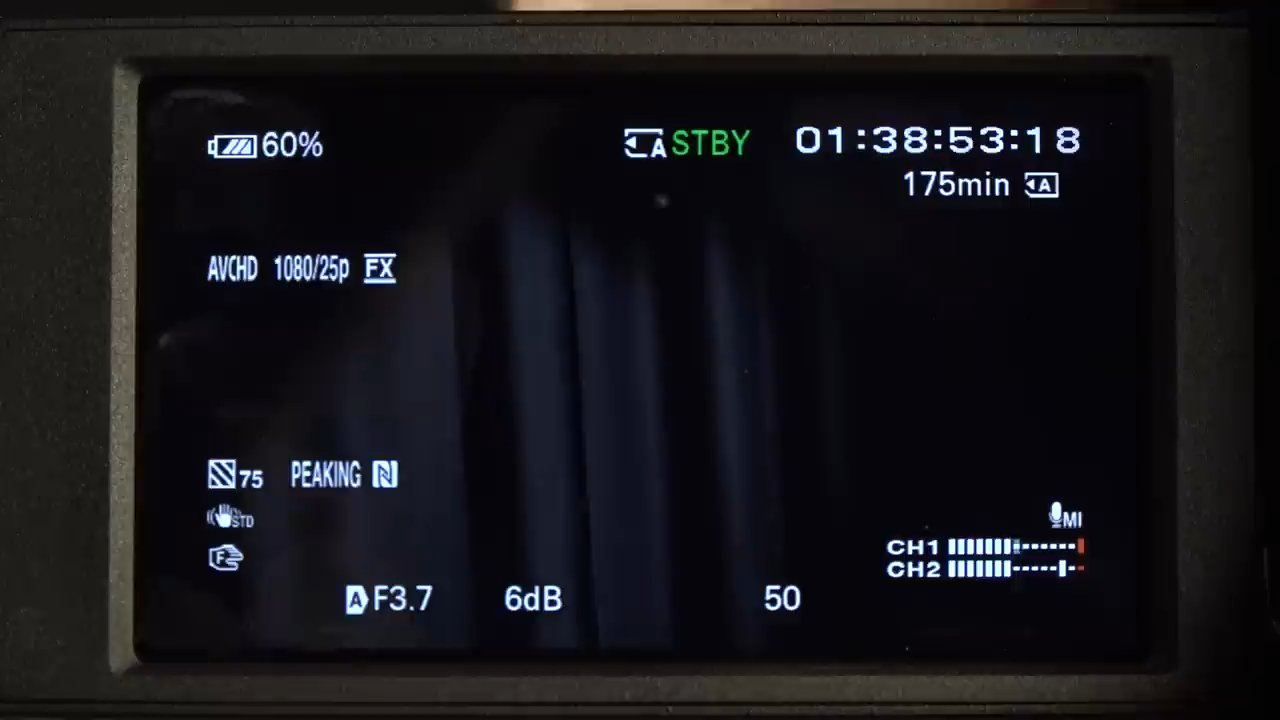 60%
A STBY 01:38:53:18
175min A
AVCHD 1080/25p FX
75 PEAKING N
STD
F
MI
CH1
CH2
A F3.7 6dB 50